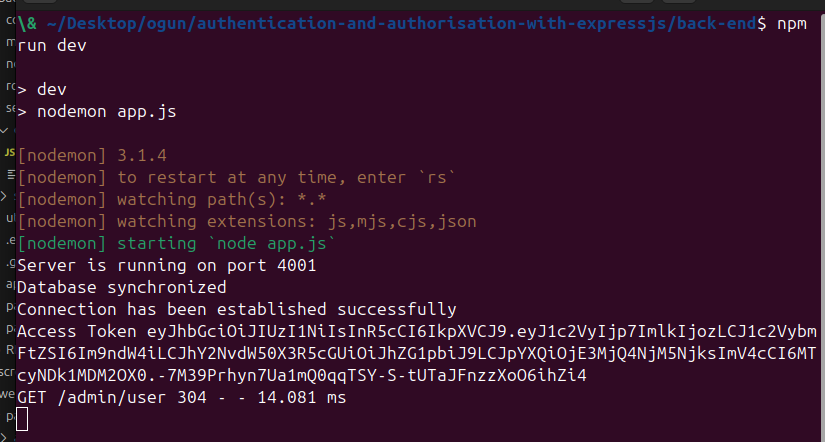 \& ~/Desktop/ogun/authentication-and-authorisation-with-expressjs/back-end$ npm
run dev
> dev
> nodemon app.js
[nodemon] 3.1.4
[nodemon] to restart at any time, enter `rs`
[nodemon] watching path(s): *.*
[nodemon] watching extensions: js,mjs,cjs,json
[nodemon] starting `node app.js`
Server is running on port 4001
Database synchronized
Connection has been established successfully
Access Token eyJhbGciOiJIUzI1NiIsInR5cCI6IkpXVCJ9.eyJ1c2VyIjp7ImlkIjozLCJ1c2Vybm
FtZSI6Im9ndW4iLCJhY2NvdW50X3R5cGUiOiJhZG1pbiJ9LCJpYXQiOjE3MjQ4NjM5NjksImV4cCI6MT
cyNDk1MDM2OX0.-7M39Prhyn7Ua1mQ0qqTSY-S-tUTaJFnzzXoO6ihZi4
GET /admin/user 304 - - 14.081 ms